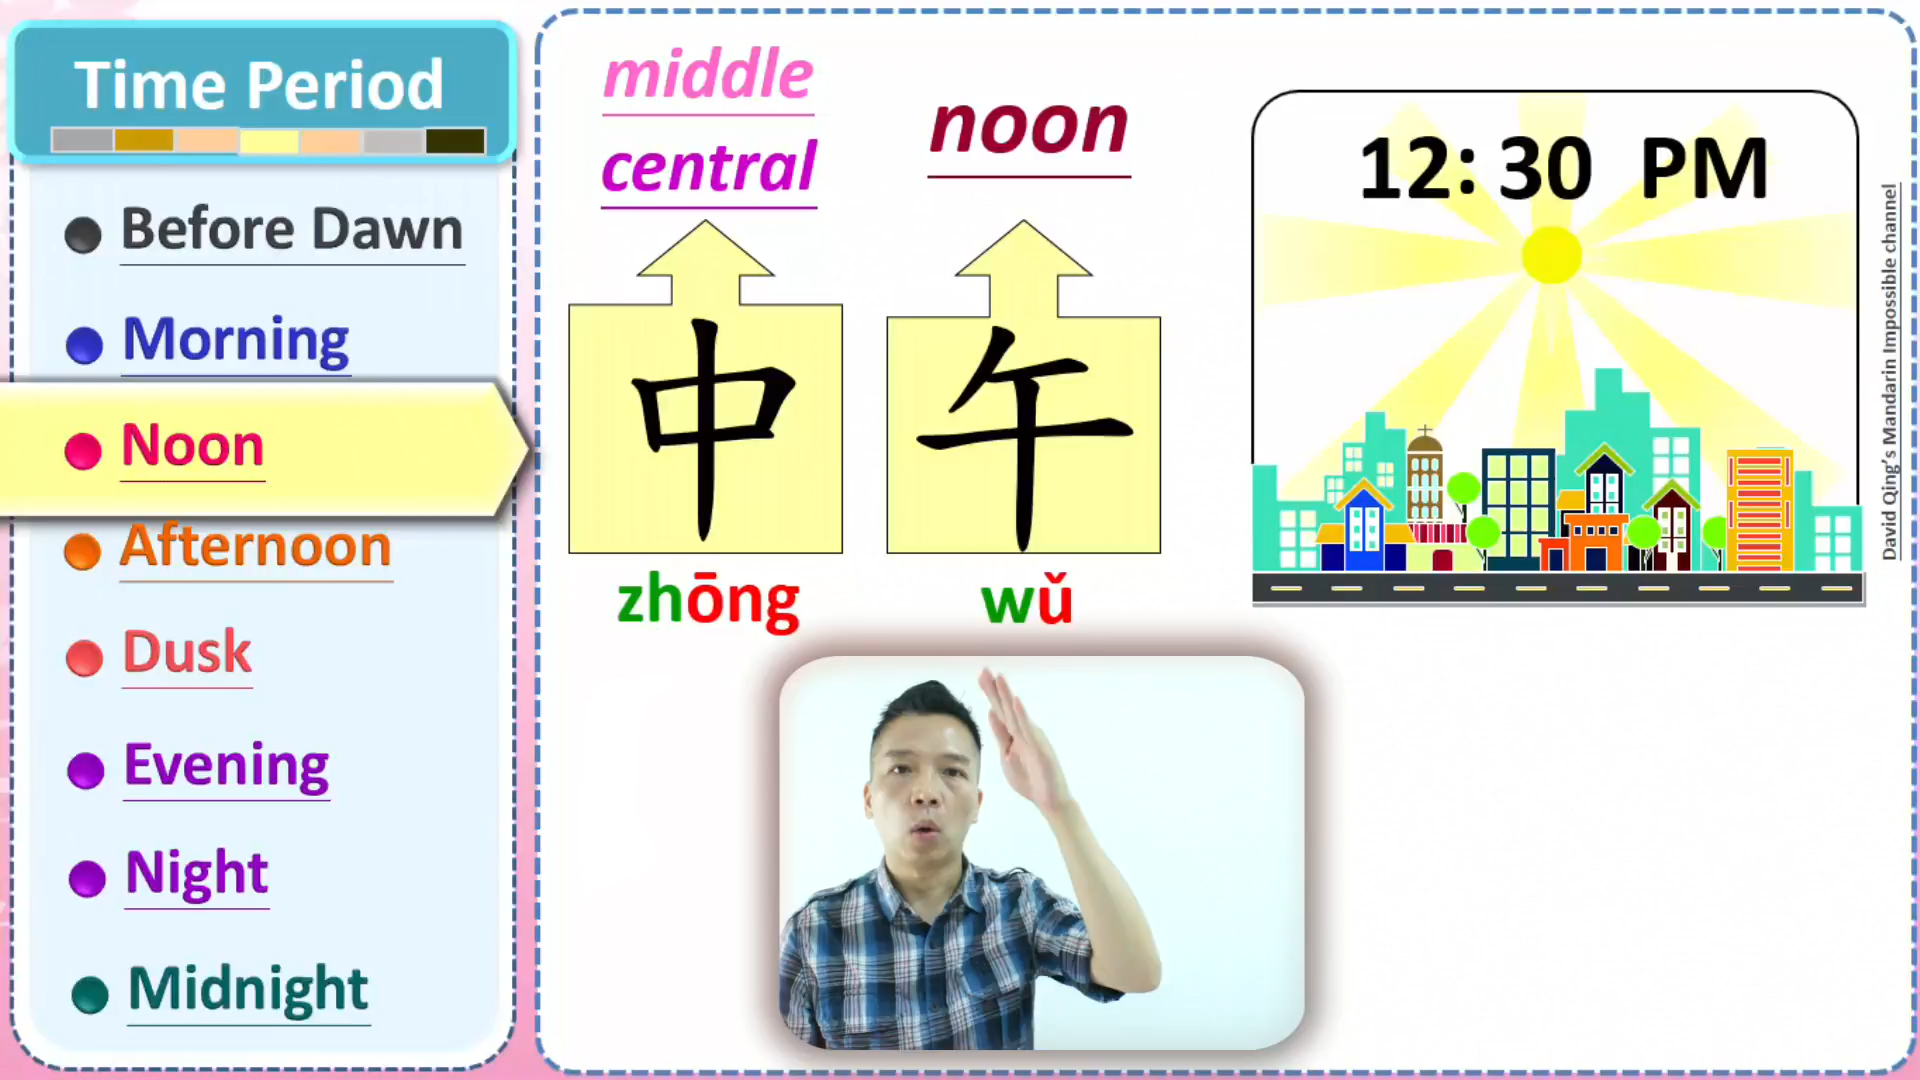 Time Period
Before Dawn
Morning
Noon
Afternoon
Dusk
Evening
Night
Midnight
middle
central
noon
中 午
zhōng wǔ
12: 30 PM
David Qing's Mandarin Impossible channel